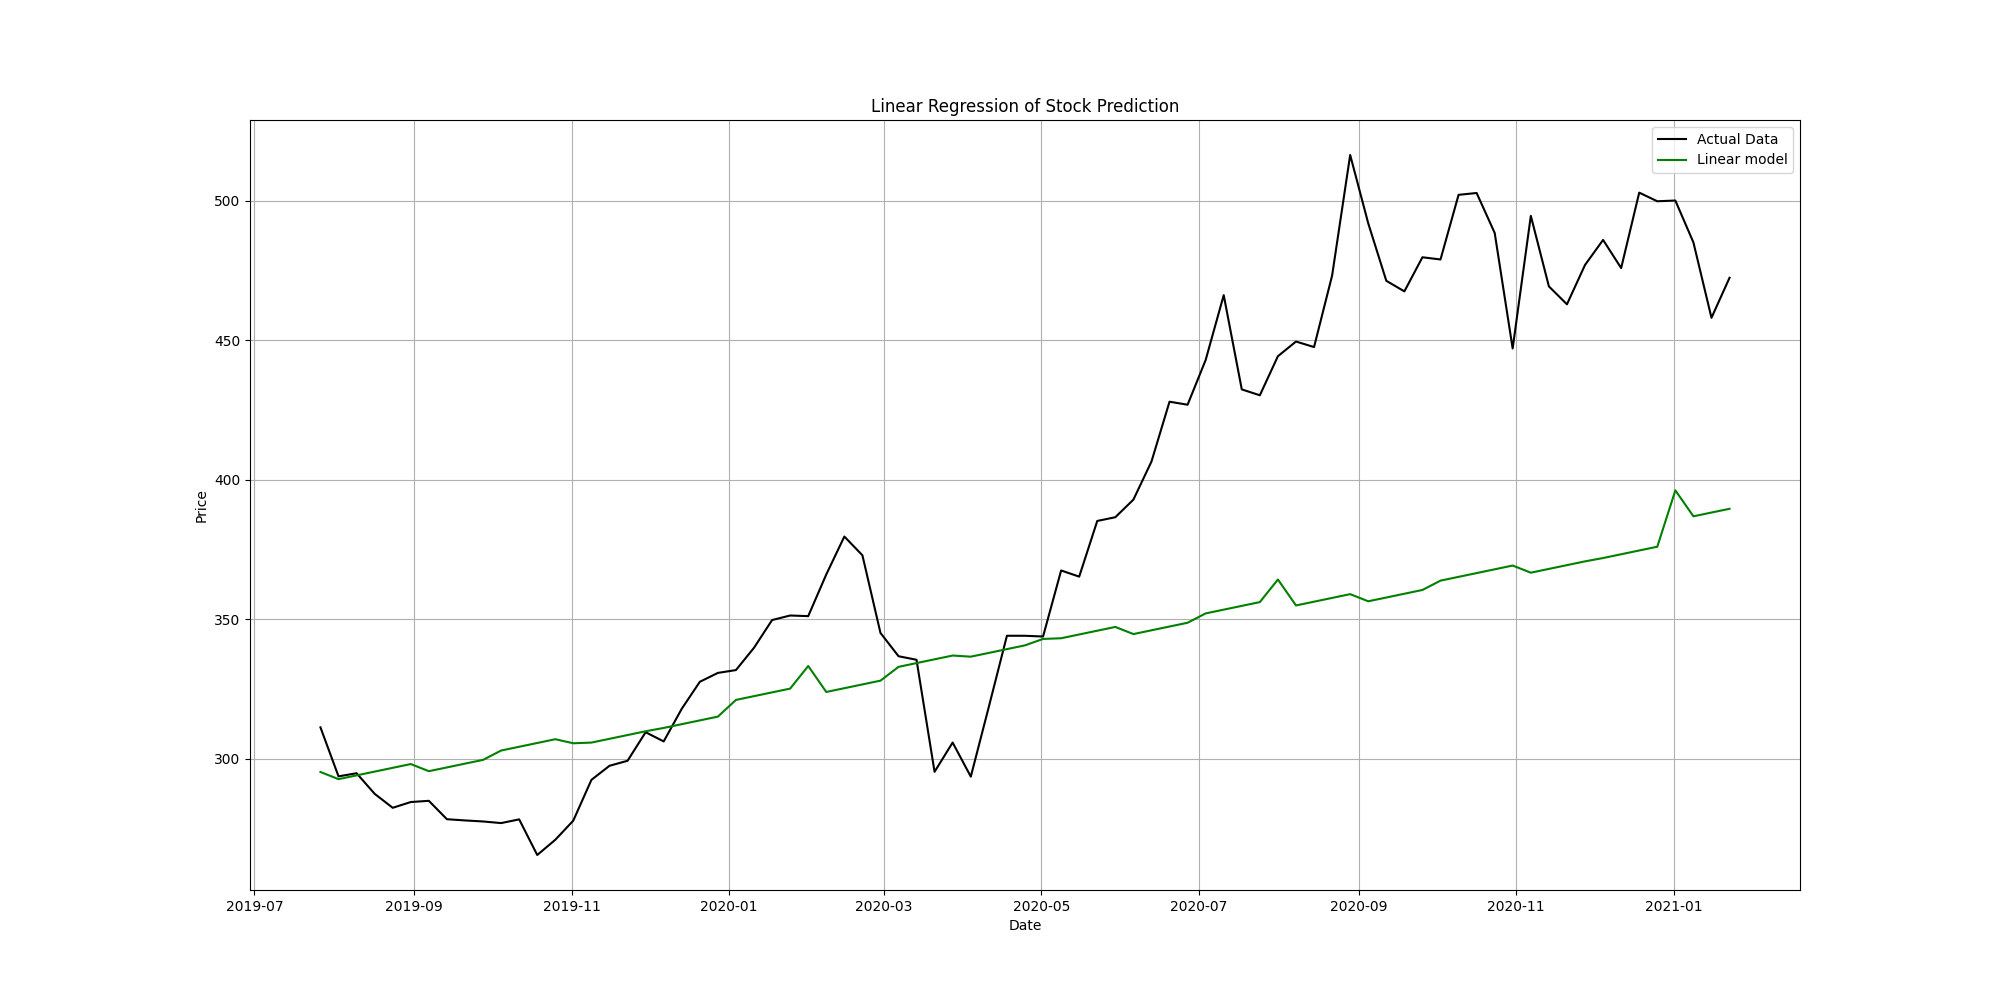 Linear Regression of Stock Prediction
Actual Data
Linear model
500
450
400
350
300
Price
2019-07 2019-09 2019-11 2020-01 2020-03 2020-05 2020-07 2020-09 2020-11 2021-01
Date